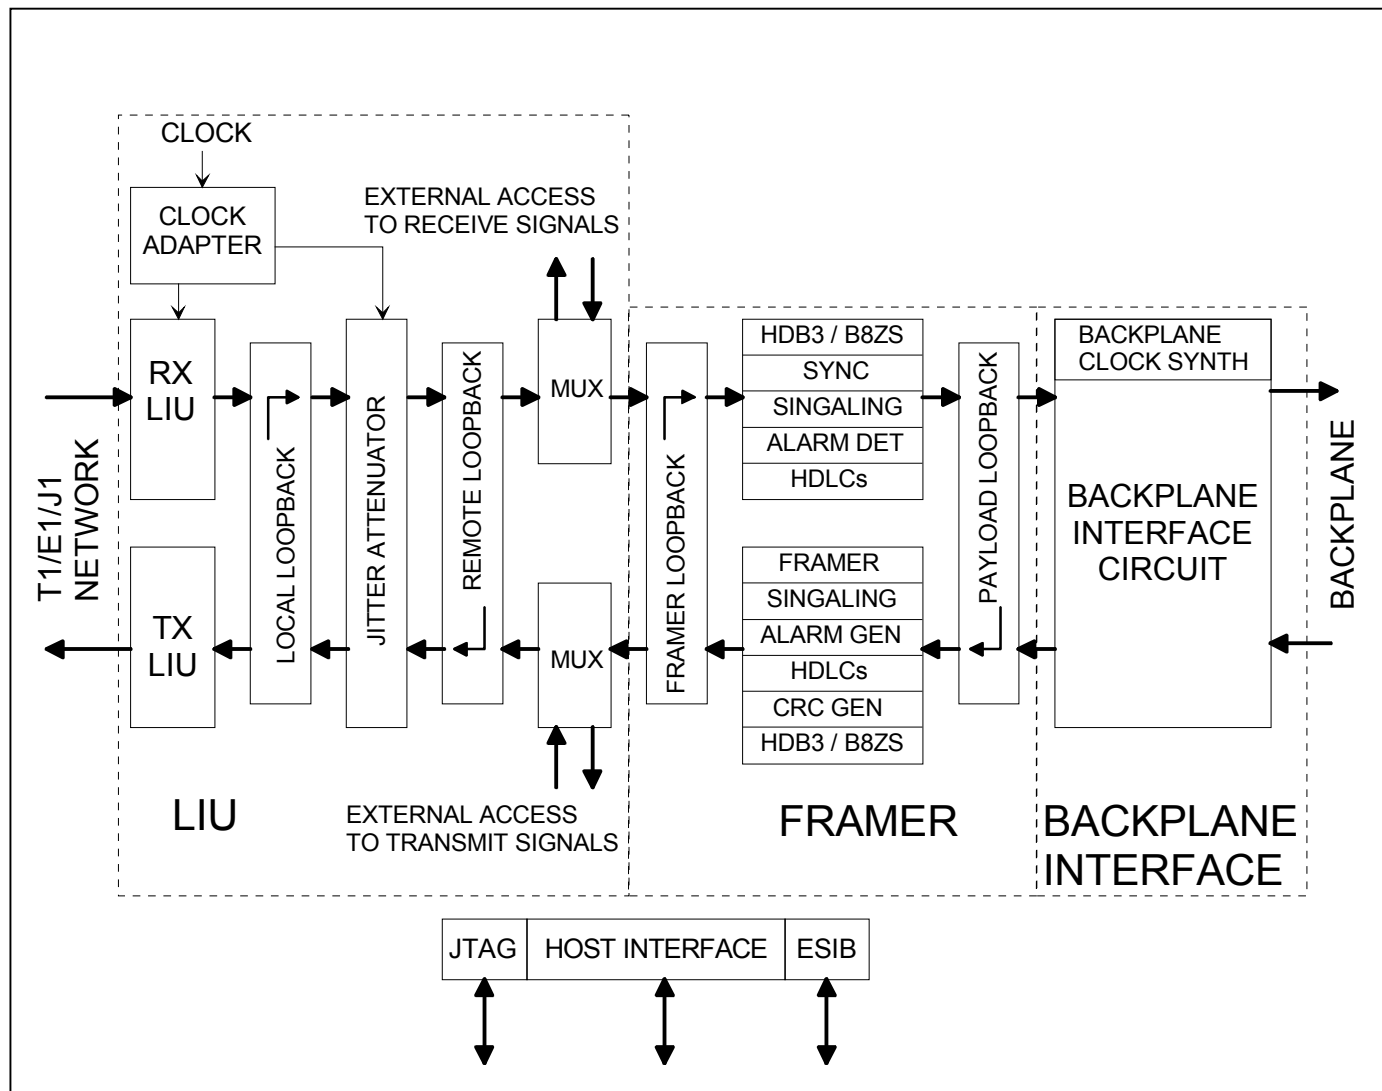 CLOCK
CLOCK
ADAPTER
EXTERNAL ACCESS
TO RECEIVE SIGNALS
T1/E1/J1
NETWORK
RX
LIU
TX
LIU
LOCAL LOOPBACK
JITTER ATTENUATOR
REMOTE LOOPBACK
MUX
MUX
EXTERNAL ACCESS
TO TRANSMIT SIGNALS
LIU
FRAMER LOOPBACK
HDB3 / B8ZS
SYNC
SINGALING
ALARM DET
HDLCs
FRAMER
SINGALING
ALARM GEN
HDLCs
CRC GEN
HDB3 / B8ZS
PAYLOAD LOOPBACK
FRAMER
BACKPLANE
CLOCK SYNTH
BACKPLANE
INTERFACE
CIRCUIT
BACKPLANE
BACKPLANE
INTERFACE
JTAG
HOST INTERFACE
ESIB